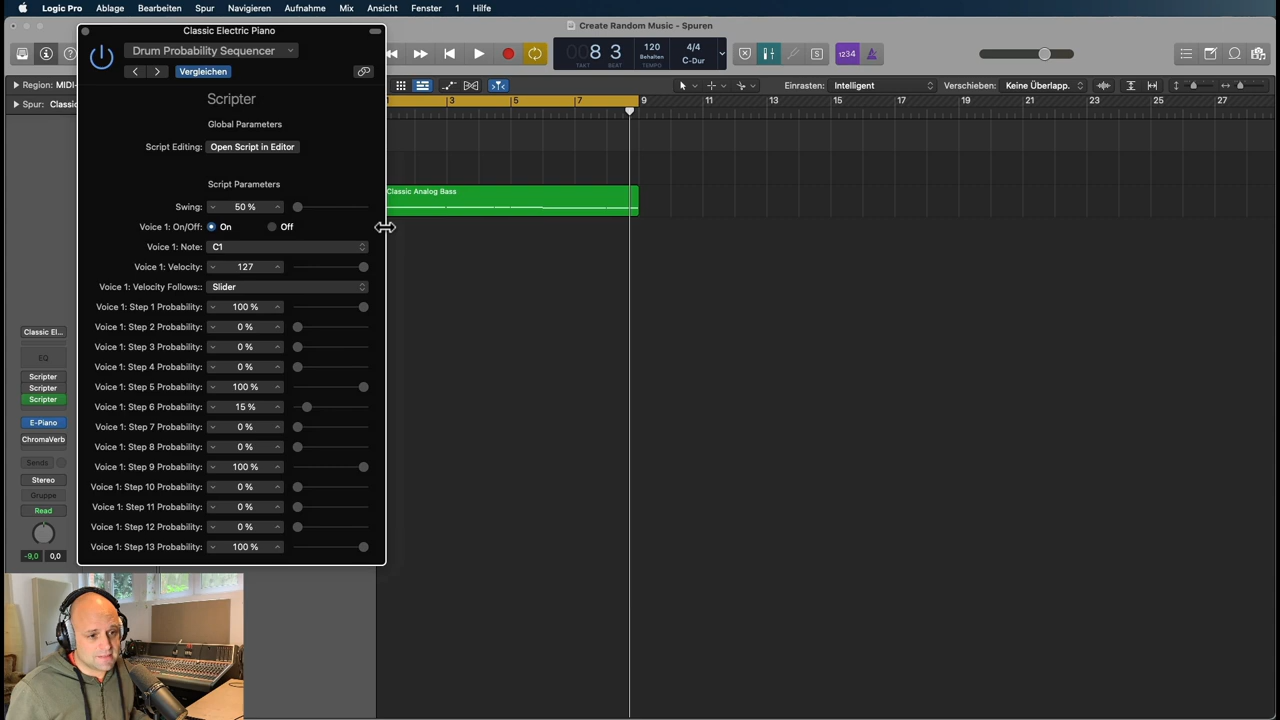 Logic Pro Ablage Bearbeiten Spur Navigieren Aufnahme Mix Ansicht Fenster 1 Hilfe
Create Random Music - Spuren
Classic Electric Piano
Drum Probability Sequencer
Vergleichen
8 3
TAKT BEAT
120
Behalten
TEMPO
4/4
C-Dur
1234
Region: MIDI-
Spur: Classic
Einrasten: Intelligent
Verschieben: Keine Überlapp.
1 3 5 7 9 11 13 15 17 19 21 23 25 27
Scripter
Global Parameters
Script Editing: Open Script in Editor
Script Parameters
Swing: 50 %
Voice 1: On/Off: On Off
Voice 1: Note: C1
Voice 1: Velocity: 127
Voice 1: Velocity Follows:: Slider
Voice 1: Step 1 Probability: 100 %
Voice 1: Step 2 Probability: 0 %
Voice 1: Step 3 Probability: 0 %
Voice 1: Step 4 Probability: 0 %
Voice 1: Step 5 Probability: 100 %
Voice 1: Step 6 Probability: 15 %
Voice 1: Step 7 Probability: 0 %
Voice 1: Step 8 Probability: 0 %
Voice 1: Step 9 Probability: 100 %
Voice 1: Step 10 Probability: 0 %
Voice 1: Step 11 Probability: 0 %
Voice 1: Step 12 Probability: 0 %
Voice 1: Step 13 Probability: 100 %
Classic Analog Bass
Classic El...
EQ
Scripter
Scripter
Scripter
E-Piano
ChromaVerb
Sends
Stereo
Gruppe
Read
-9,0 0,0